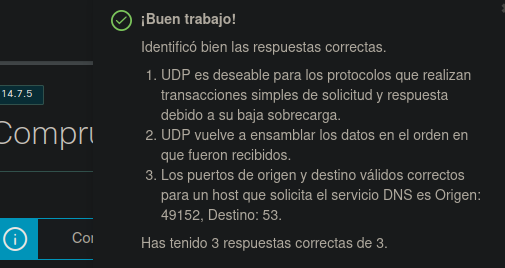 ¡Buen trabajo!
Identificó bien las respuestas correctas.
1. UDP es deseable para los protocolos que realizan
transacciones simples de solicitud y respuesta
debido a su baja sobrecarga.
2. UDP vuelve a ensamblar los datos en el orden en
que fueron recibidos.
3. Los puertos de origen y destino válidos correctos
para un host que solicita el servicio DNS es Origen:
49152, Destino: 53.
Has tenido 3 respuestas correctas de 3.
14.7.5
Compru
Co